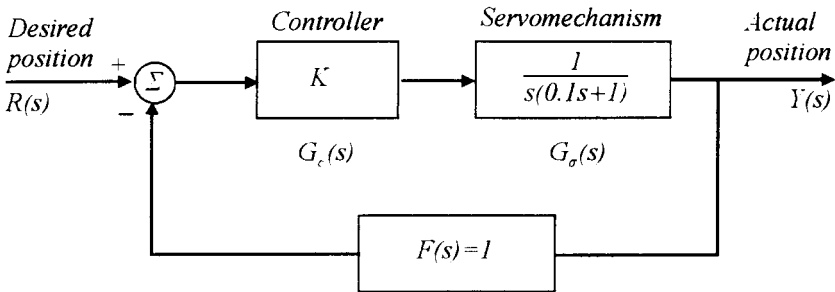 Desired position
Controller
Servomechanism
Actual position
+
Σ
−
K
1
s(0.1s+1)
R(s)
Y(s)
G_c(s)
G_σ(s)
F(s)=1